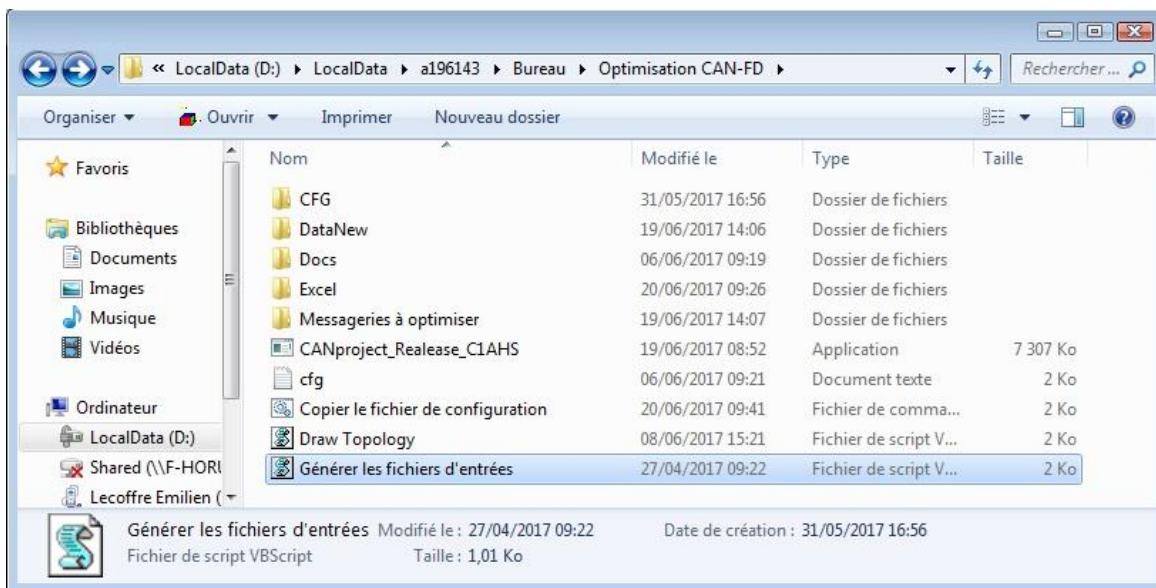 « LocalData (D:) ▸ LocalData ▸ a196143 ▸ Bureau ▸ Optimisation CAN-FD ▸ Rechercher ...
Organiser Ouvrir Imprimer Nouveau dossier
Favoris
Bibliothèques
Documents
Images
Musique
Vidéos
Ordinateur
LocalData (D:)
Shared (\\F-HORU
Lecoffre Emilien (
Nom Modifié le Type Taille
CFG 31/05/2017 16:56 Dossier de fichiers
DataNew 19/06/2017 14:06 Dossier de fichiers
Docs 06/06/2017 09:19 Dossier de fichiers
Excel 20/06/2017 09:26 Dossier de fichiers
Messageries à optimiser 19/06/2017 14:07 Dossier de fichiers
CANproject_Realease_C1AHS 19/06/2017 08:52 Application 7 307 Ko
cfg 06/06/2017 09:21 Document texte 2 Ko
Copier le fichier de configuration 20/06/2017 09:41 Fichier de comma... 2 Ko
Draw Topology 08/06/2017 15:21 Fichier de script V... 2 Ko
Générer les fichiers d'entrées 27/04/2017 09:22 Fichier de script V... 2 Ko
Générer les fichiers d'entrées Modifié le : 27/04/2017 09:22 Date de création : 31/05/2017 16:56
Fichier de script VBScript Taille : 1,01 Ko